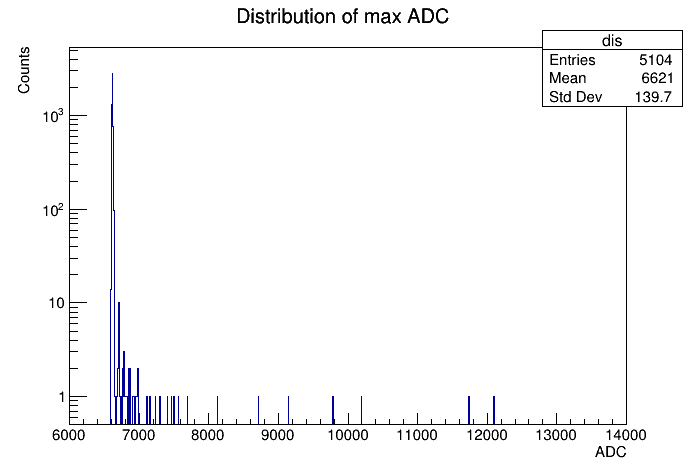 Distribution of max ADC
dis
Entries 5104
Mean 6621
Std Dev 139.7
Counts
10³
10²
10
1
6000 7000 8000 9000 10000 11000 12000 13000 14000
ADC